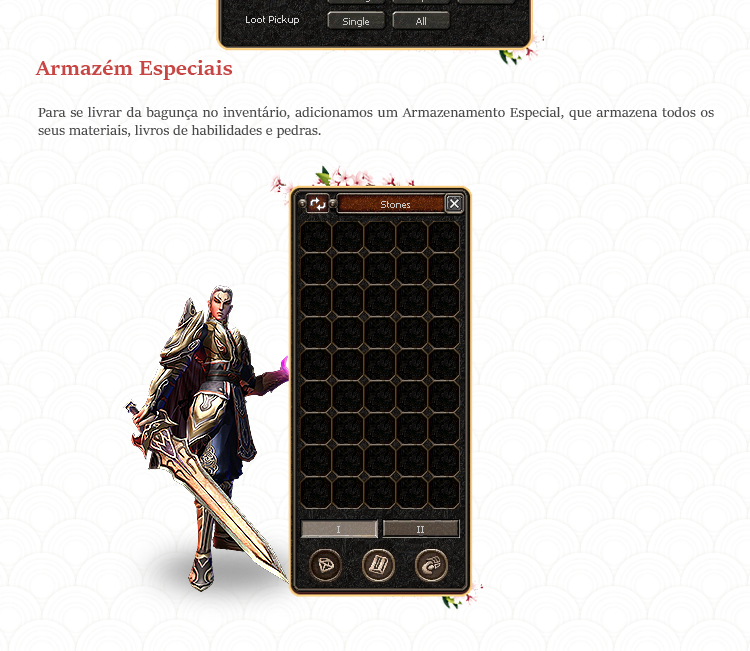 Loot Pickup Single All
Armazém Especiais
Para se livrar da bagunça no inventário, adicionamos um Armazenamento Especial, que armazena todos os
seus materiais, livros de habilidades e pedras.
Stones
I II